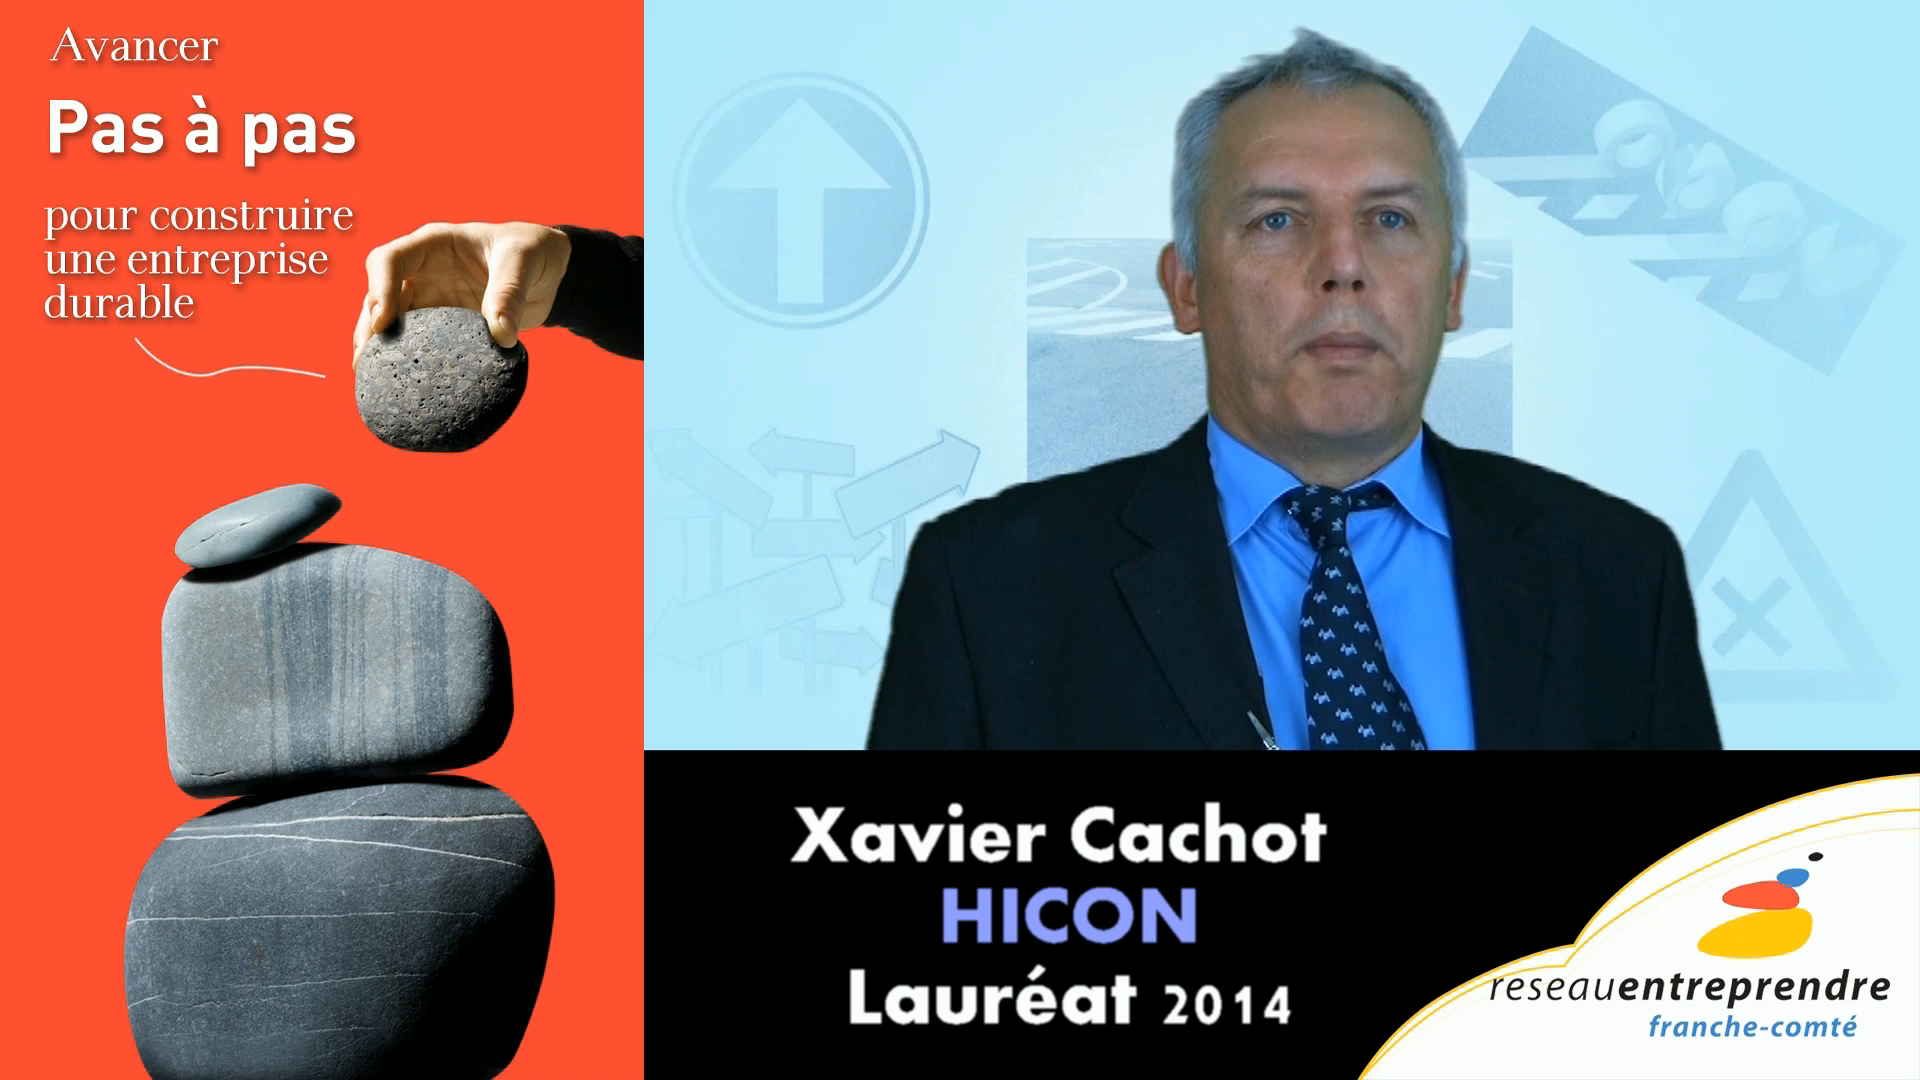 Avancer
Pas à pas
pour construire
une entreprise
durable
Xavier Cachot
HICON
Lauréat 2014
reseauentreprendre
franche-comté